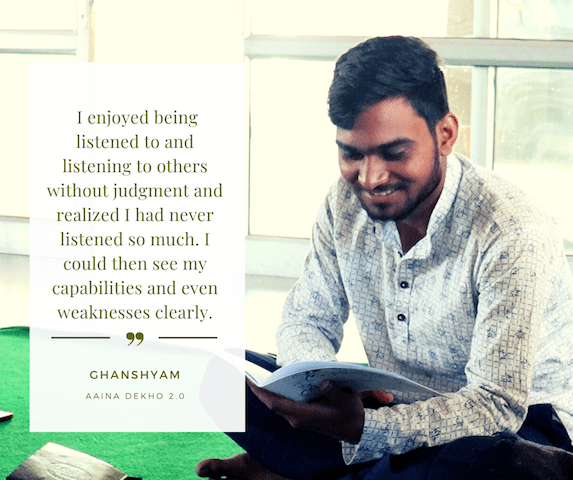 I enjoyed being
listened to and
listening to others
without judgment and
realized I had never
listened so much. I
could then see my
capabilities and even
weaknesses clearly.
”
GHANSHYAM
AAINA DEKHO 2.0